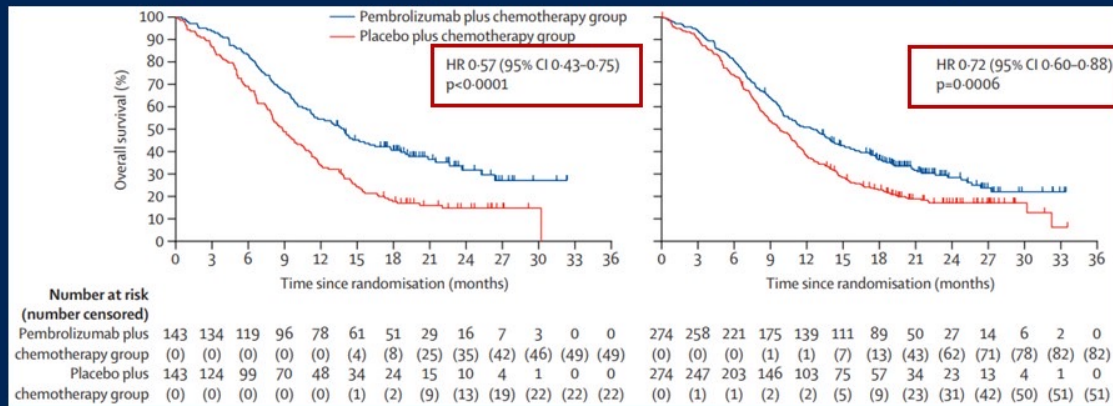 Pembrolizumab plus chemotherapy group
Placebo plus chemotherapy group
HR 0·57 (95% CI 0·43–0·75)
p<0·0001
HR 0·72 (95% CI 0·60–0·88)
p=0·0006
Overall survival (%)
100
90
80
70
60
50
40
30
20
10
0
0 3 6 9 12 15 18 21 24 27 30 33 36
Time since randomisation (months)
0 3 6 9 12 15 18 21 24 27 30 33 36
Time since randomisation (months)
Number at risk
(number censored)
Pembrolizumab plus 143 134 119 96 78 61 51 29 16 7 3 0 0 274 258 221 175 139 111 89 50 27 14 6 2 0
chemotherapy group (0) (0) (0) (0) (0) (4) (8) (25) (35) (42) (46) (49) (49) (0) (0) (0) (1) (1) (7) (13) (43) (62) (71) (78) (82) (82)
Placebo plus 143 124 99 70 48 34 24 15 10 4 1 0 0 274 247 203 146 103 75 57 34 23 13 4 1 0
chemotherapy group (0) (0) (0) (0) (0) (1) (2) (9) (13) (19) (22) (22) (22) (0) (1) (1) (2) (2) (5) (9) (23) (31) (42) (50) (51) (51)